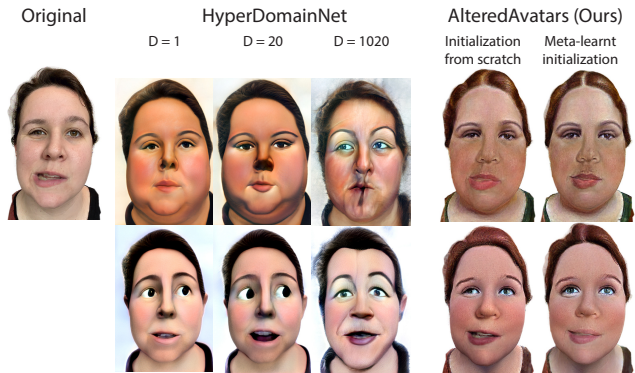 Original
HyperDomainNet
AlteredAvatars (Ours)
D = 1
D = 20
D = 1020
Initialization
from scratch
Meta-learnt
initialization